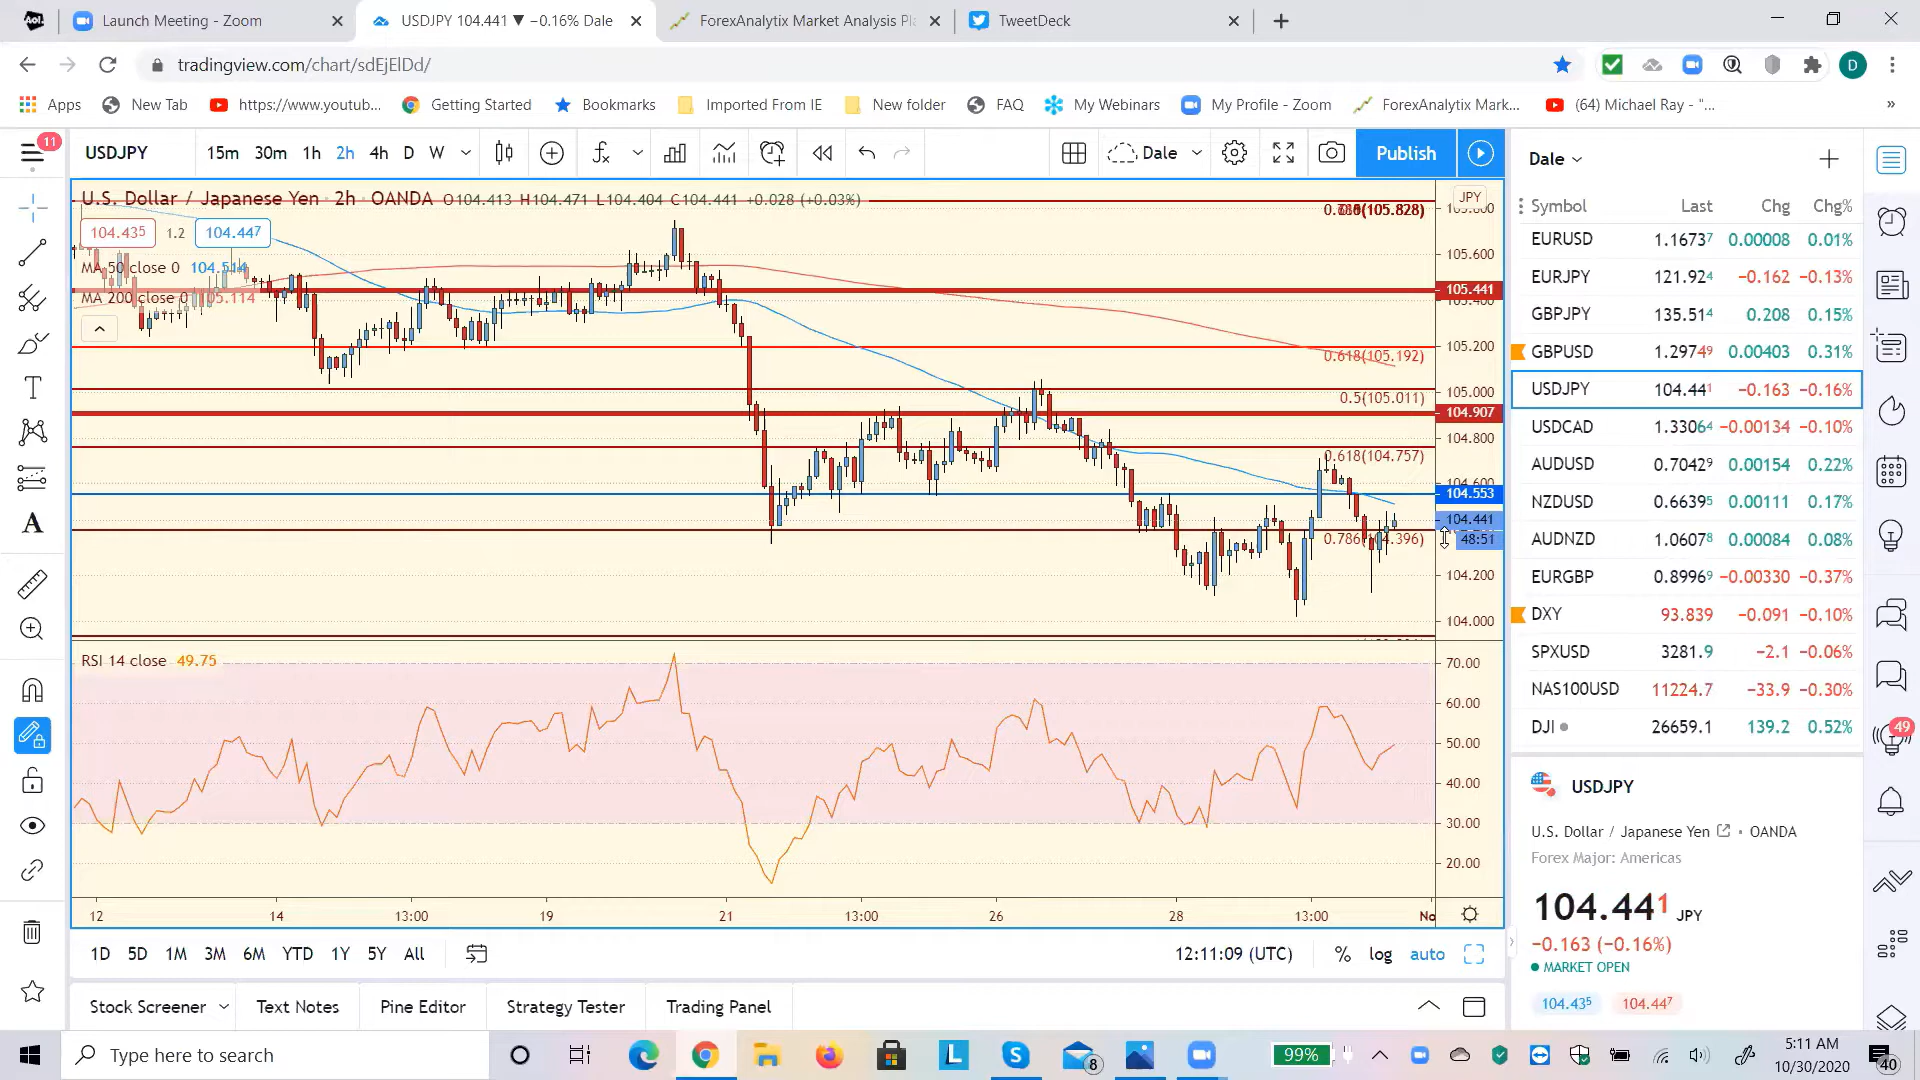 Launch Meeting - Zoom
USDJPY 104.441 ▼ −0.16% Dale
ForexAnalytix Market Analysis Pl
TweetDeck
tradingview.com/chart/sdEjElDd/
D
Apps
New Tab
https://www.youtub...
Getting Started
Bookmarks
Imported From IE
New folder
FAQ
My Webinars
My Profile - Zoom
ForexAnalytix Mark...
(64) Michael Ray - "...
11
USDJPY
15m 30m 1h 2h 4h D W
Dale
Publish
Dale
U.S. Dollar / Japanese Yen · 2h · OANDA O104.413 H104.471 L104.404 C104.441 +0.028 (+0.03%)
JPY
104.435 1.2 104.447
MA 50 close 0 104.514
MA 200 close 0 105.114
105.600
105.441
105.200
0.618(105.192)
105.000
0.5(105.011)
104.907
104.800
0.618(104.757)
104.553
104.441
48:51
0.786(104.396)
104.200
104.000
RSI 14 close 49.75
70.00
60.00
50.00
40.00
30.00
20.00
12 14 13:00 19 21 13:00 26 28 13:00 No
1D 5D 1M 3M 6M YTD 1Y 5Y All
12:11:09 (UTC) % log auto
Stock Screener Text Notes Pine Editor Strategy Tester Trading Panel
Symbol Last Chg Chg%
EURUSD 1.16737 0.00008 0.01%
EURJPY 121.924 −0.162 −0.13%
GBPJPY 135.514 0.208 0.15%
GBPUSD 1.29749 0.00403 0.31%
USDJPY 104.441 −0.163 −0.16%
USDCAD 1.33064 −0.00134 −0.10%
AUDUSD 0.70429 0.00154 0.22%
NZDUSD 0.66395 0.00111 0.17%
AUDNZD 1.06078 0.00084 0.08%
EURGBP 0.89969 −0.00330 −0.37%
DXY 93.839 −0.091 −0.10%
SPXUSD 3281.9 −2.1 −0.06%
NAS100USD 11224.7 −33.9 −0.30%
DJI 26659.1 139.2 0.52%
49
USDJPY
U.S. Dollar / Japanese Yen · OANDA
Forex Major: Americas
104.441 JPY
−0.163 (−0.16%)
MARKET OPEN
104.435 104.447
Type here to search
L
8
99%
5:11 AM
10/30/2020
40